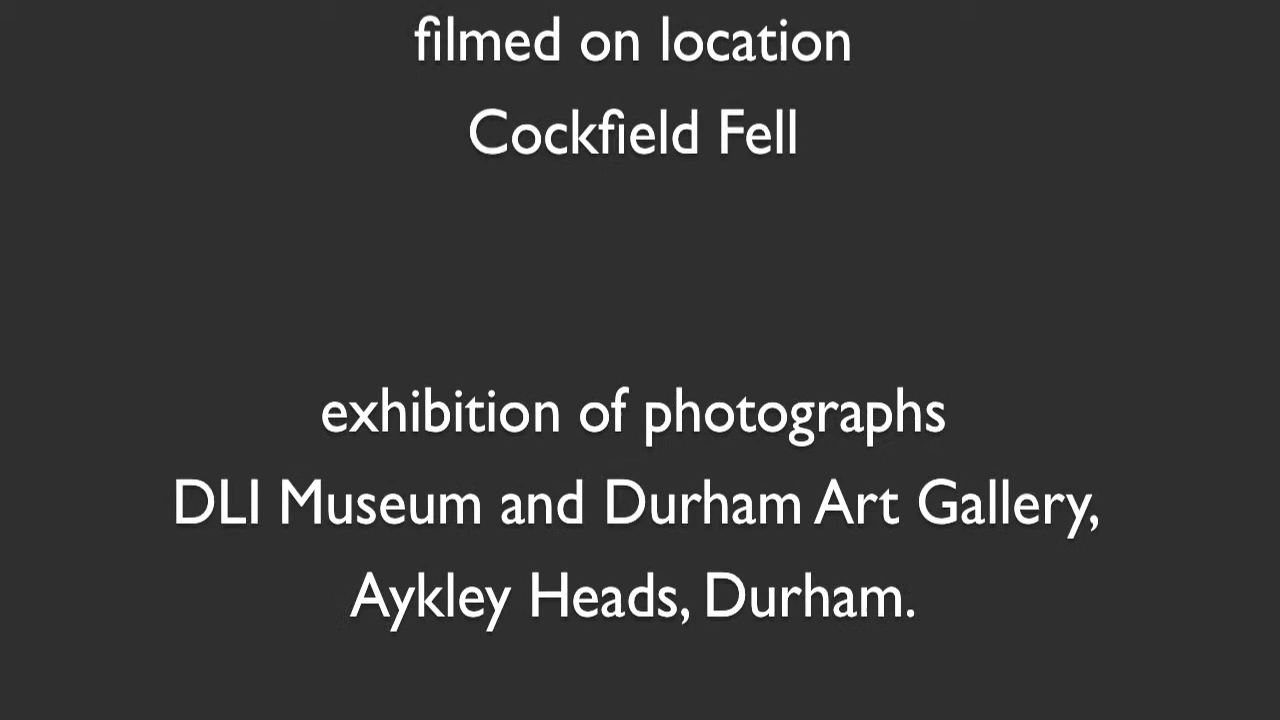 filmed on location
Cockfield Fell
exhibition of photographs
DLI Museum and Durham Art Gallery,
Aykley Heads, Durham.